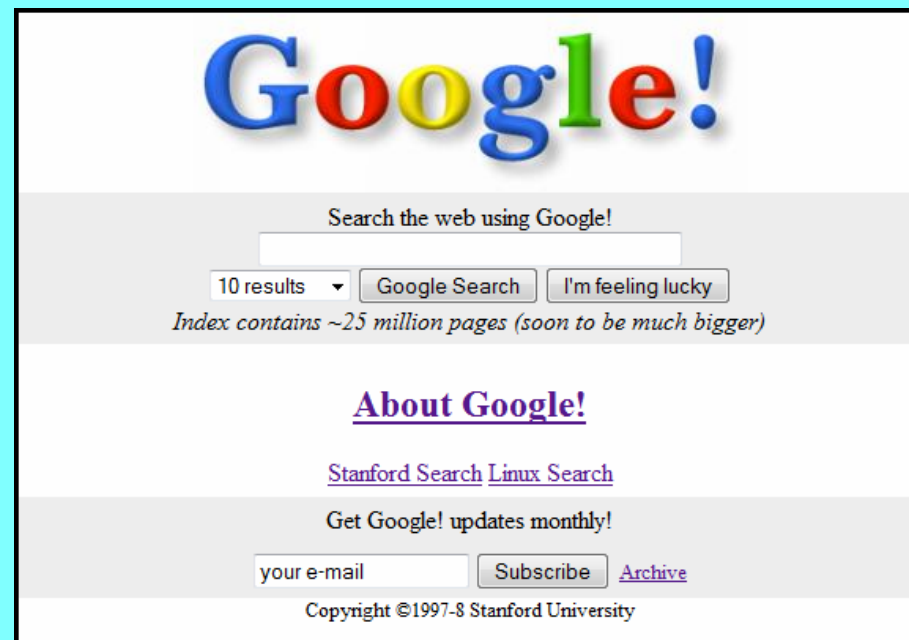 Google!
Search the web using Google!
10 results Google Search I'm feeling lucky
Index contains ~25 million pages (soon to be much bigger)
About Google!
Stanford Search Linux Search
Get Google! updates monthly!
your e-mail Subscribe Archive
Copyright ©1997-8 Stanford University